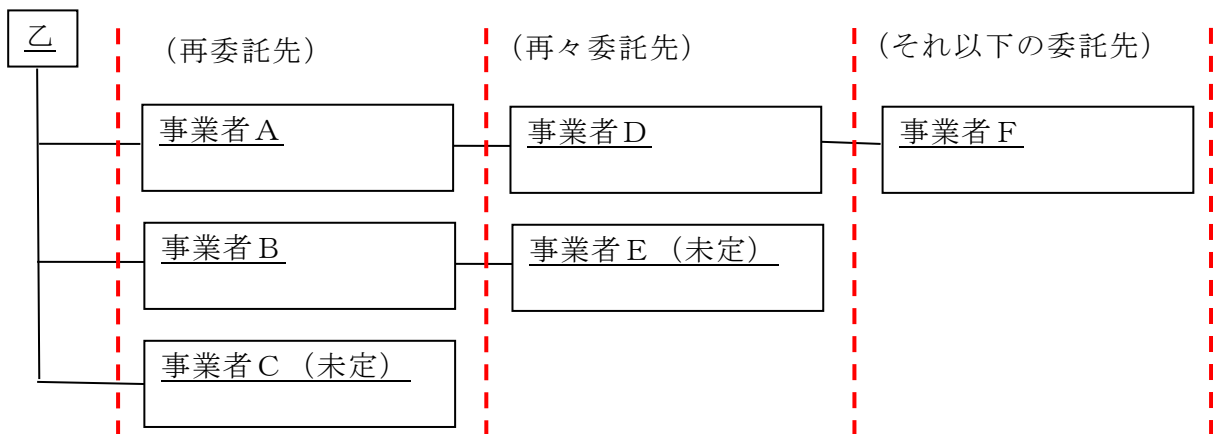 乙
（再委託先）
（再々委託先）
（それ以下の委託先）
事業者Ａ
事業者Ｄ
事業者Ｆ
事業者Ｂ
事業者Ｅ（未定）
事業者Ｃ（未定）